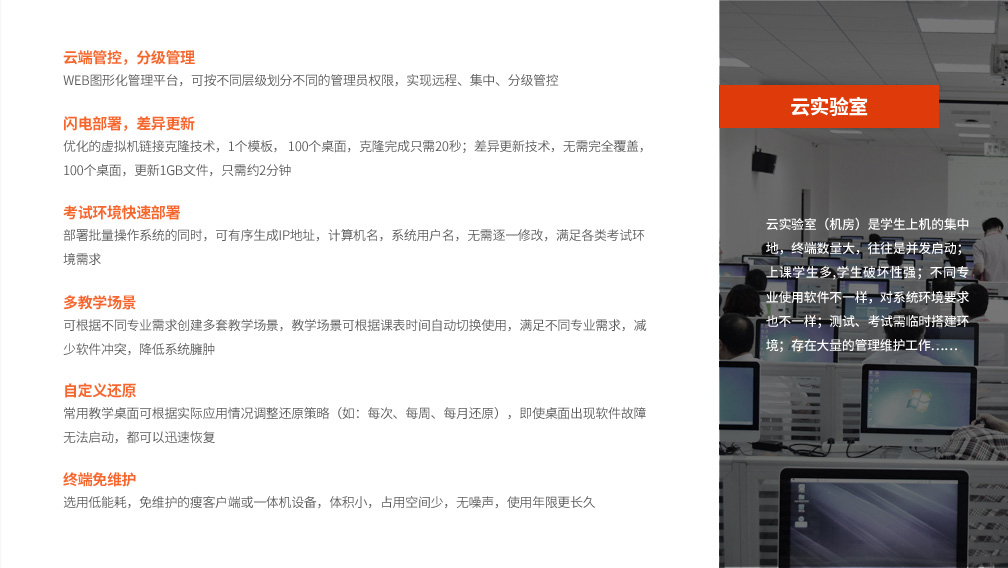 云端管控，分级管理
WEB图形化管理平台，可按不同层级划分不同的管理员权限，实现远程、集中、分级管控
闪电部署，差异更新
优化的虚拟机链接克隆技术，1个模板， 100个桌面，克隆完成只需20秒；差异更新技术，无需完全覆盖，
100个桌面，更新1GB文件，只需约2分钟
考试环境快速部署
部署批量操作系统的同时，可有序生成IP地址，计算机名，系统用户名，无需逐一修改，满足各类考试环
境需求
多教学场景
可根据不同专业需求创建多套教学场景，教学场景可根据课表时间自动切换使用，满足不同专业需求，减
少软件冲突，降低系统臃肿
自定义还原
常用教学桌面可根据实际应用情况调整还原策略（如：每次、每周、每月还原），即使桌面出现软件故障
无法启动，都可以迅速恢复
终端免维护
选用低能耗，免维护的瘦客户端或一体机设备，体积小，占用空间少，无噪声，使用年限更长久
云实验室
云实验室（机房）是学生上机的集中
地，终端数量大，往往是并发启动；
上课学生多,学生破坏性强；不同专
业使用软件不一样，对系统环境要求
也不一样；测试、考试需临时搭建环
境；存在大量的管理维护工作……